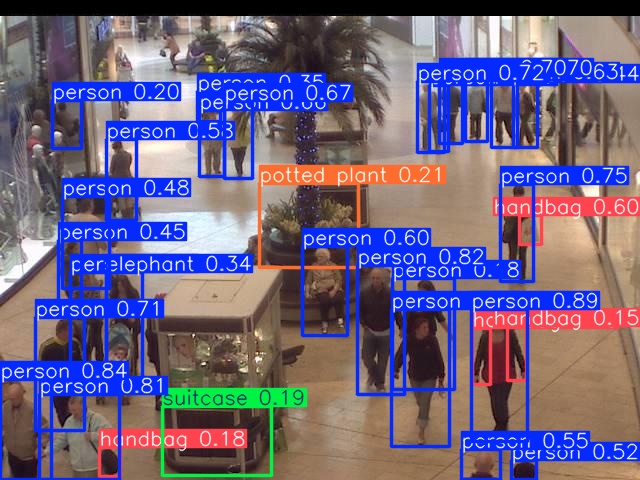 person 0.35
person 0.72
person 0.20
person 0.67
person 0.53
potted plant 0.21
person 0.75
person 0.48
handbag 0.60
person 0.45
person 0.60
elephant 0.34
person 0.82
person 0.71
person
person 0.89
handbag 0.15
person 0.84
person 0.81
suitcase 0.19
handbag 0.18
person 0.55
person 0.52